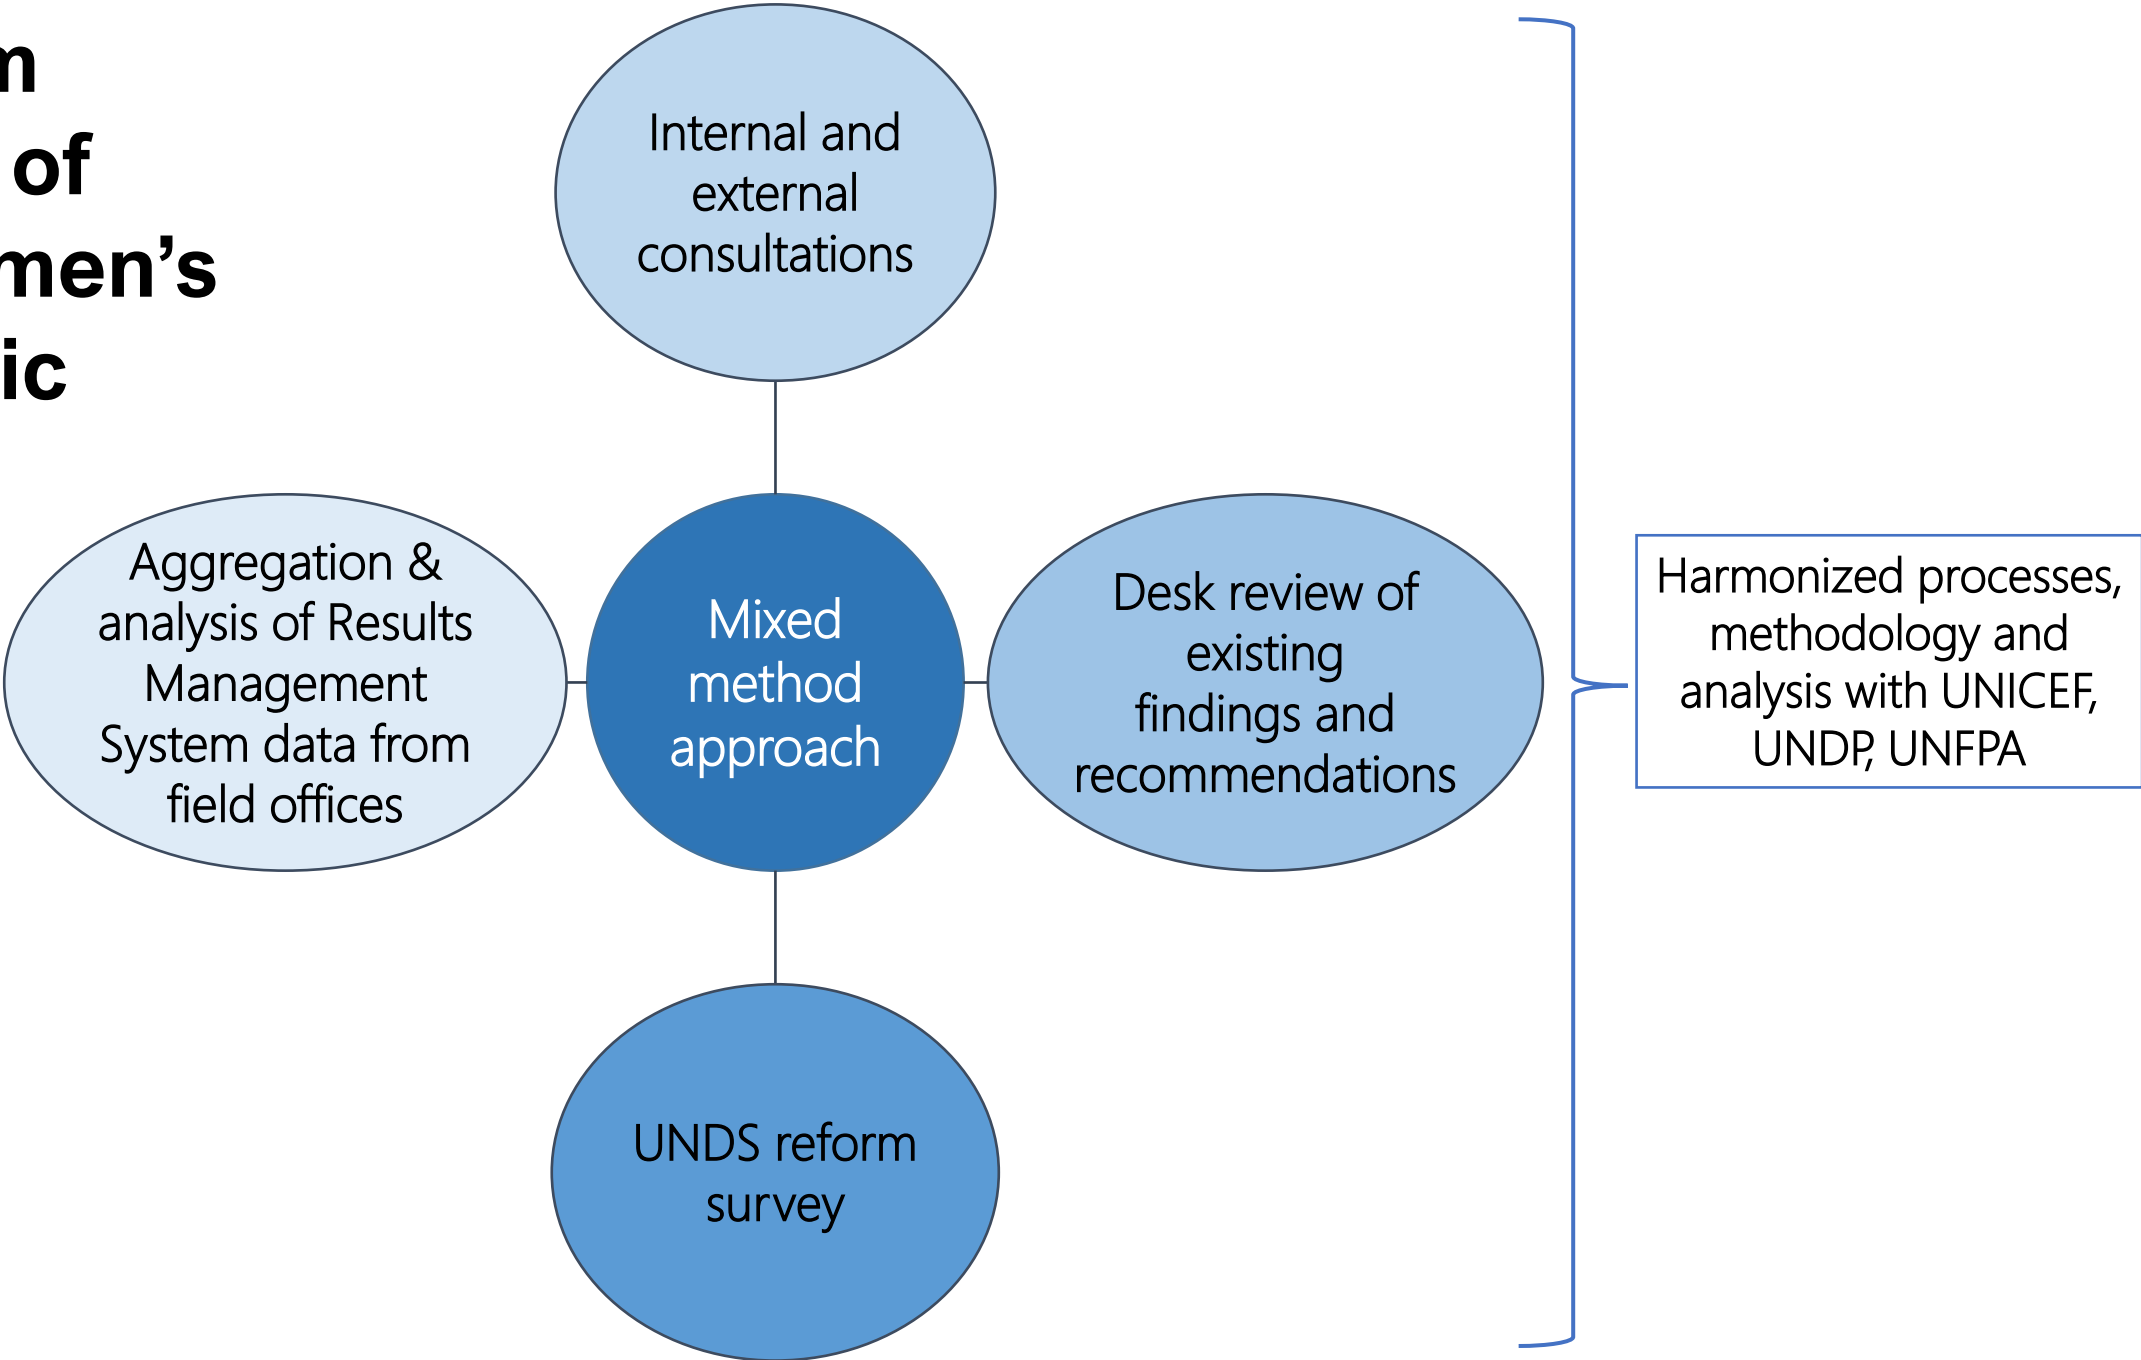 m
of
men's
ic
Internal and
external
consultations
Aggregation &
analysis of Results
Management
System data from
field offices
Mixed
method
approach
Desk review of
existing
findings and
recommendations
UNDS reform
survey
Harmonized processes,
methodology and
analysis with UNICEF,
UNDP, UNFPA